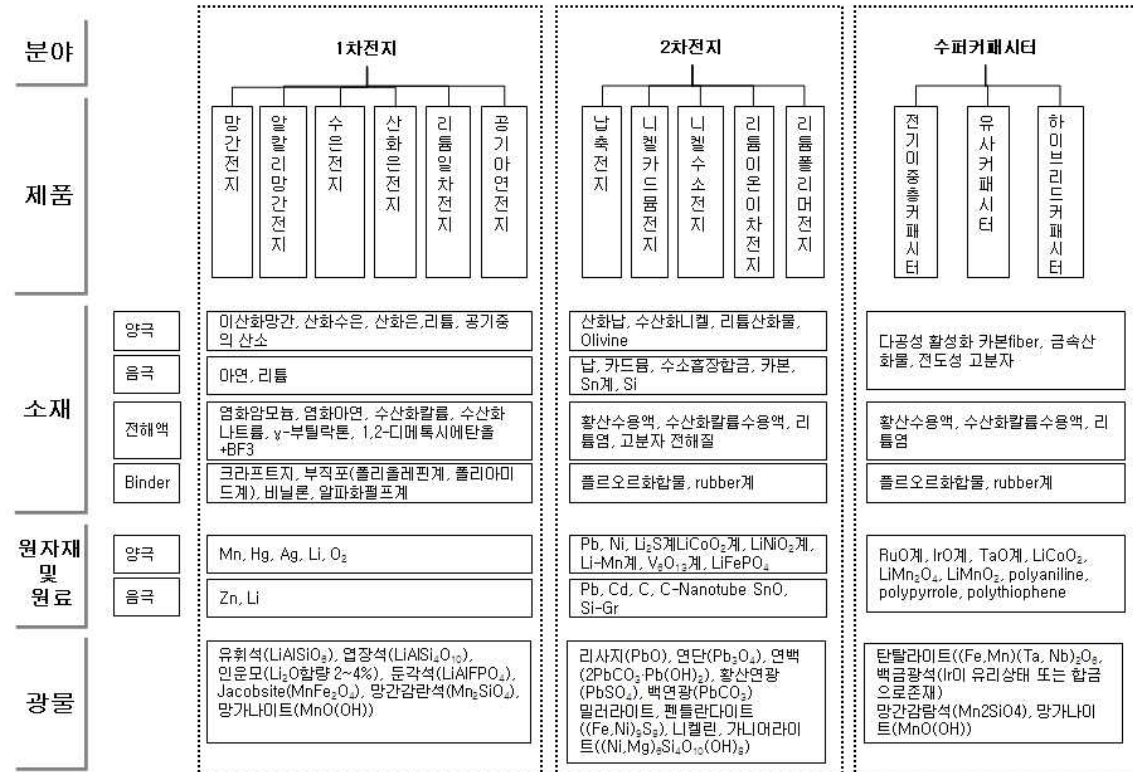 분야
1차전지
2차전지
수퍼커패시터
제품
망간전지
알칼리망간전지
수은전지
산화은전지
리튬일차전지
공기아연전지
납축전지
니켈카드뮴전지
니켈수소전지
리튬이온이차전지
리튬폴리머전지
전기이중층커패시터
유사커패시터
하이브리드커패시터
소재
양극
이산화망간, 산화수은, 산화은,리튬, 공기중
의 산소
산화납, 수산화니켈, 리튬산화물,
Olivine
다공성 활성화 카본fiber, 금속산
화물, 전도성 고분자
음극
아연, 리튬
납, 카드뮴, 수소흡장합금, 카본,
Sn계, Si
전해액
염화암모늄, 염화아연, 수산화칼륨, 수산화
나트륨, γ-부틸락톤, 1,2-디메톡시에탄올
+BF3
황산수용액, 수산화칼륨수용액, 리
튬염, 고분자 전해질
황산수용액, 수산화칼륨수용액, 리
튬염
Binder
크라프트지, 부직포(폴리올레핀계, 폴리아미
드계), 비닐론, 알파화펄프계
플르오르화합물, rubber계
플르오르화합물, rubber계
원자재
및
원료
양극
Mn, Hg, Ag, Li, O₂
Pb, Ni, Li₂S계LiCoO₂계, LiNiO₂계,
Li-Mn계, V₆O₁₃계, LiFePO₄
RuO계, IrO계, TaO계, LiCoO₂,
LiMn₂O₄, LiMnO₂, polyaniline,
polypyrrole, polythiophene
음극
Zn, Li
Pb, Cd, C, C-Nanotube SnO,
Si-Gr
광물
유휘석(LiAlSiO₆), 엽장석(LiAlSi₄O₁₀),
인운모(Li₂O함량 2~4%), 둔각석(LiAlFPO₄),
Jacobsite(MnFe₂O₄), 망간감란석(Mn₂SiO₄),
망가나이트(MnO(OH))
리사지(PbO), 연단(Pb₃O₄), 연백
(2PbCO₃·Pb(OH)₂), 황산연광
(PbSO₄), 백연광(PbCO₃)
밀러라이트, 펜틀란다이트
((Fe,Ni)₉S₈), 니켈린, 가니어라이
트((Ni,Mg)₆Si₄O₁₀(OH)₈)
탄탈라이트((Fe,Mn)(Ta, Nb)₂O₆,
백금광석(Ir이 유리상태 또는 합금
으로존재)
망간감람석(Mn2SiO4), 망가나이
트(MnO(OH))